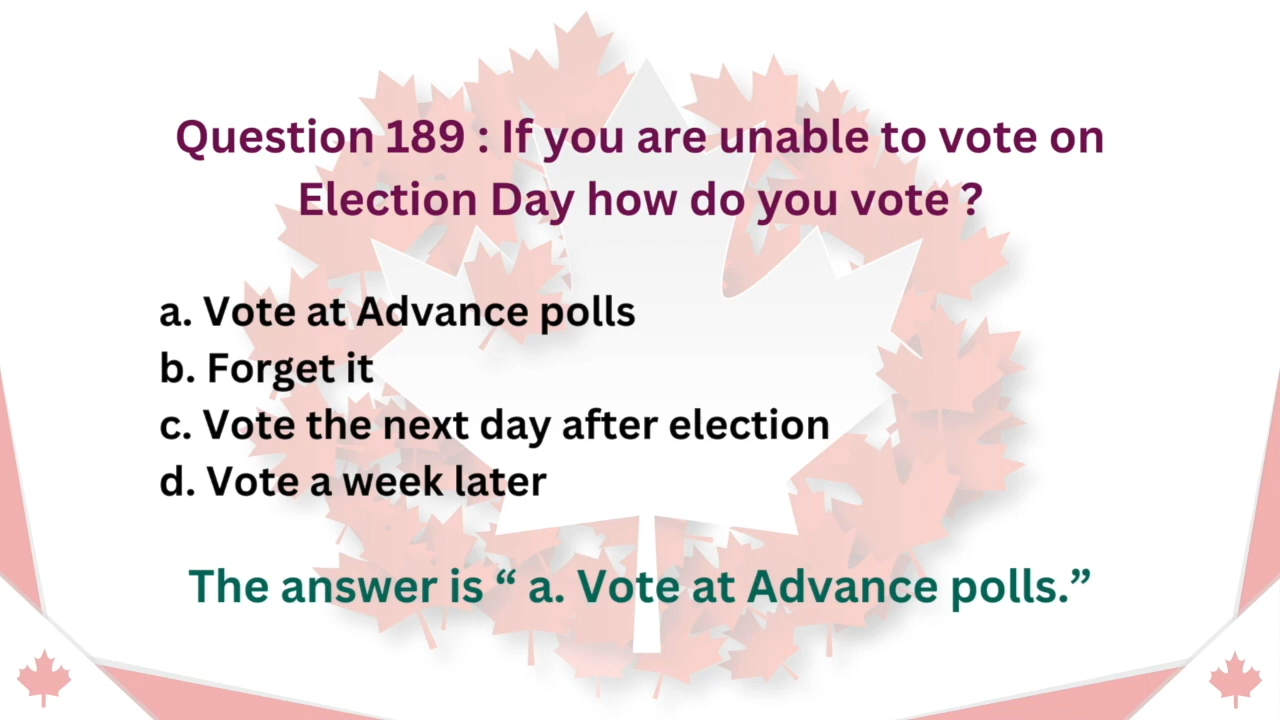 Question 189 : If you are unable to vote on
Election Day how do you vote ?
a. Vote at Advance polls
b. Forget it
c. Vote the next day after election
d. Vote a week later
The answer is “ a. Vote at Advance polls.”